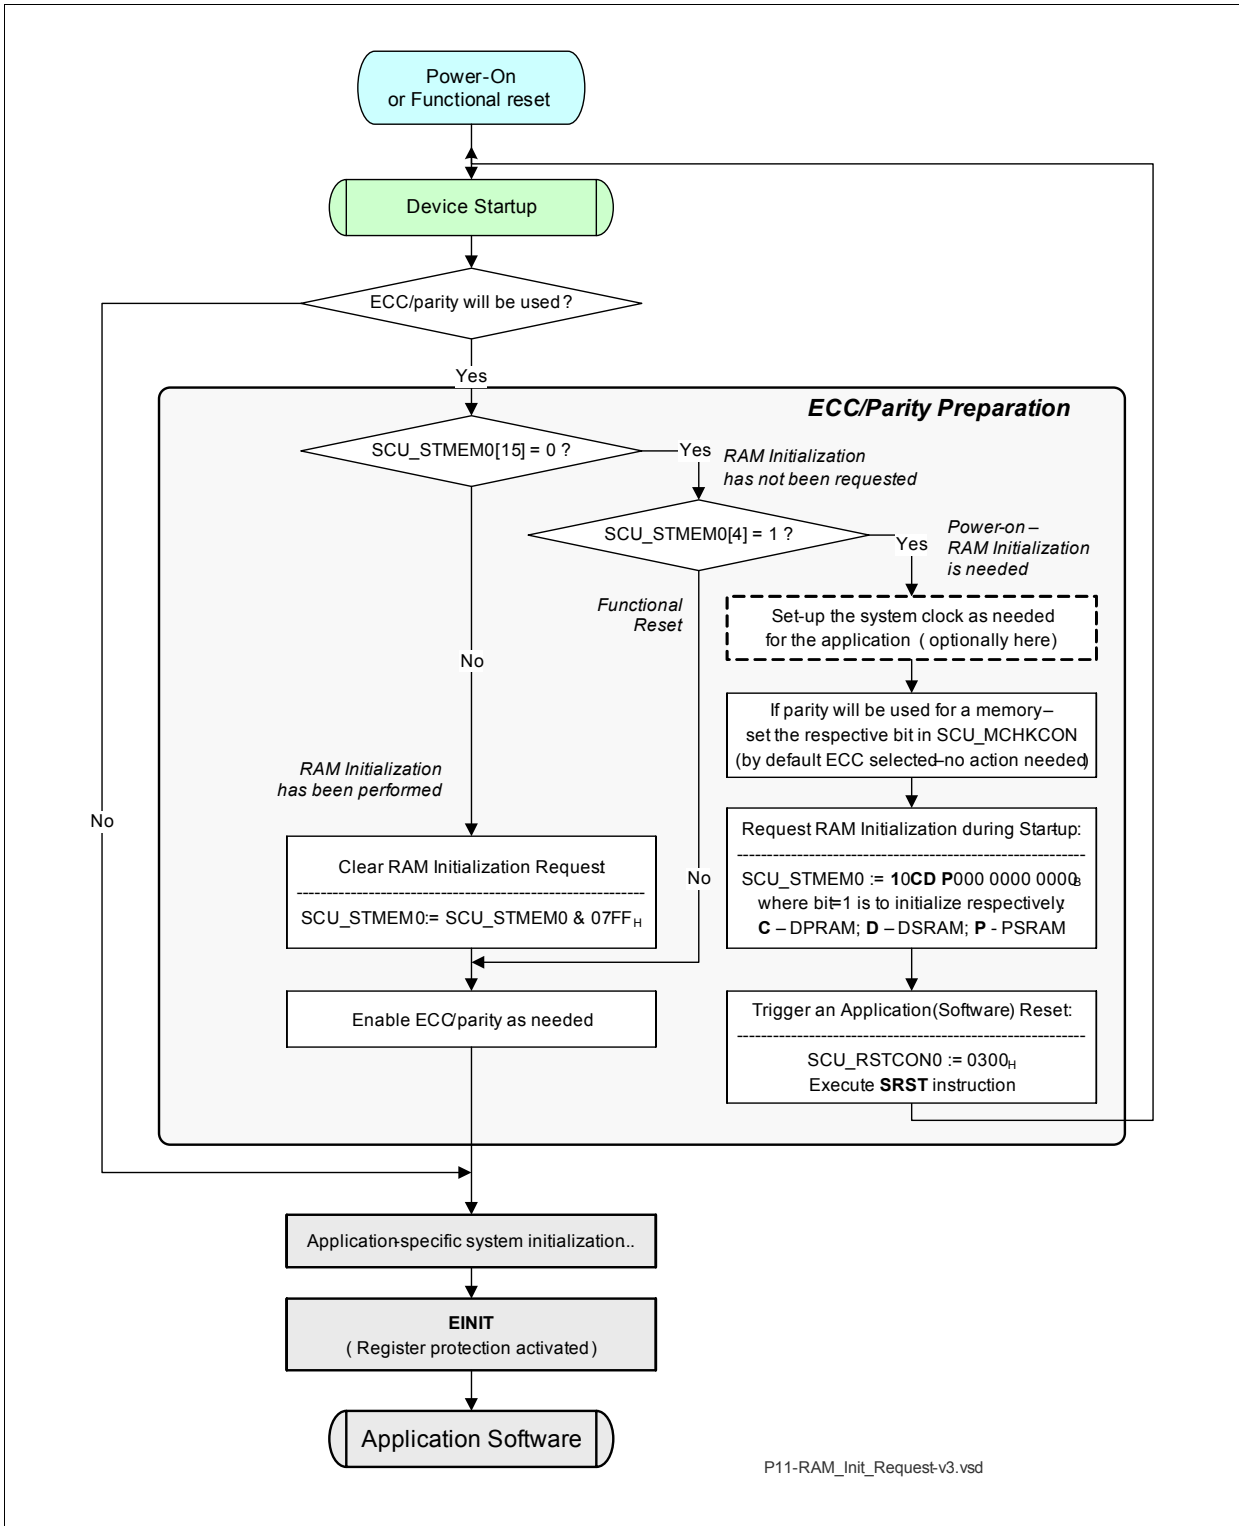 Power-On
or Functional reset
Device Startup
ECC/parity will be used ?
Yes
ECC/Parity Preparation
SCU_STMEM0[15] = 0 ?
Yes
RAM Initialization
has not been requested
SCU_STMEM0[4] = 1 ?
Yes
Power-on –
RAM Initialization
is needed
Functional
Reset
Set-up the system clock as needed
for the application ( optionally here)
No
If parity will be used for a memory–
set the respective bit in SCU_MCHKCON
(by default ECC selected–no action needed)
RAM Initialization
has been performed
No
Request RAM Initialization during Startup:
SCU_STMEM0 := 10CD P000 0000 0000B
where bit=1 is to initialize respectively
C – DPRAM; D – DSRAM; P - PSRAM
Clear RAM Initialization Request
SCU_STMEM0:= SCU_STMEM0 & 07FFH
No
Enable ECC/parity as needed
Trigger an Application(Software) Reset:
SCU_RSTCON0 := 0300H
Execute SRST instruction
Application-specific system initialization..
EINIT
( Register protection activated )
Application Software
P11-RAM_Init_Request-v3.vsd